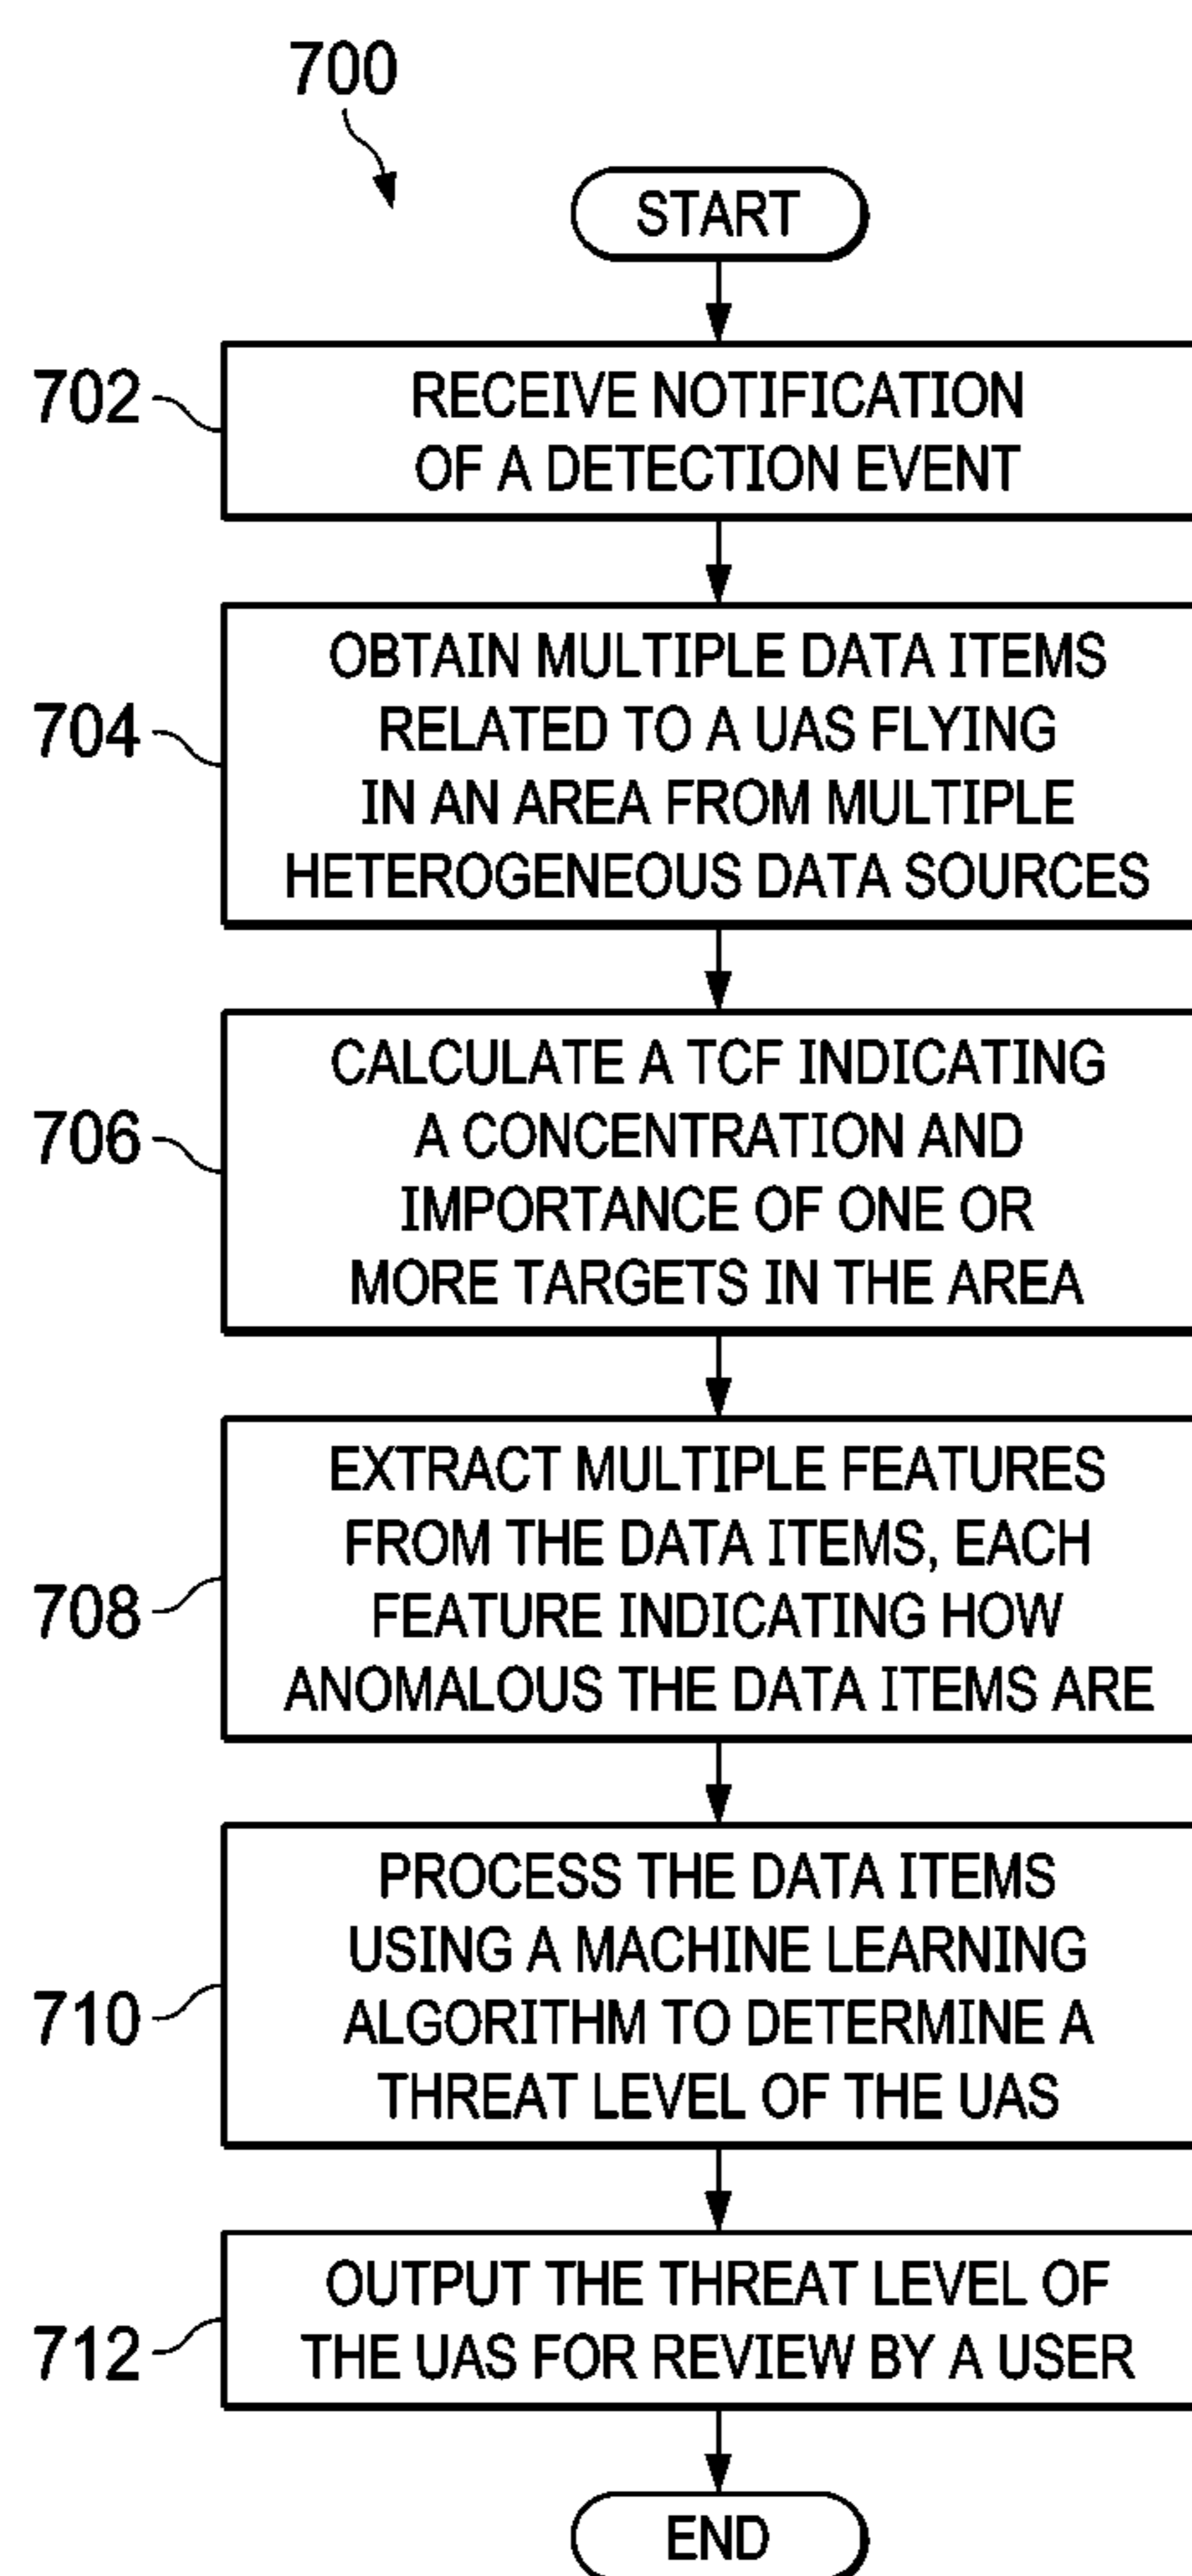 700
START
702
RECEIVE NOTIFICATION
OF A DETECTION EVENT
704
OBTAIN MULTIPLE DATA ITEMS
RELATED TO A UAS FLYING
IN AN AREA FROM MULTIPLE
HETEROGENEOUS DATA SOURCES
706
CALCULATE A TCF INDICATING
A CONCENTRATION AND
IMPORTANCE OF ONE OR
MORE TARGETS IN THE AREA
708
EXTRACT MULTIPLE FEATURES
FROM THE DATA ITEMS, EACH
FEATURE INDICATING HOW
ANOMALOUS THE DATA ITEMS ARE
710
PROCESS THE DATA ITEMS
USING A MACHINE LEARNING
ALGORITHM TO DETERMINE A
THREAT LEVEL OF THE UAS
712
OUTPUT THE THREAT LEVEL OF
THE UAS FOR REVIEW BY A USER
END